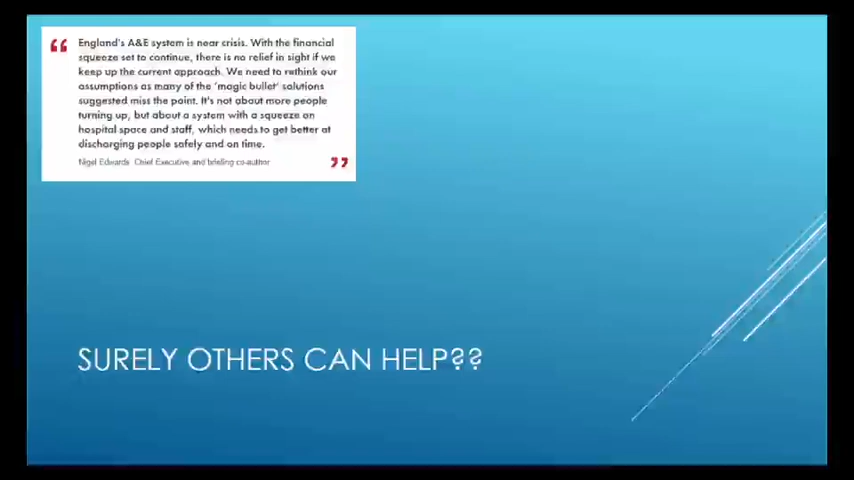 “ England's A&E system is near crisis. With the financial
squeeze set to continue, there is no relief in sight if we
keep up the current approach. We need to rethink our
assumptions as many of the 'magic bullet' solutions
suggested miss the point. It's not about more people
turning up, but about a system with a squeeze on
hospital space and staff, which needs to get better at
discharging people safely and on time.
Nigel Edwards Chief Executive and briefing co-author ”
SURELY OTHERS CAN HELP??